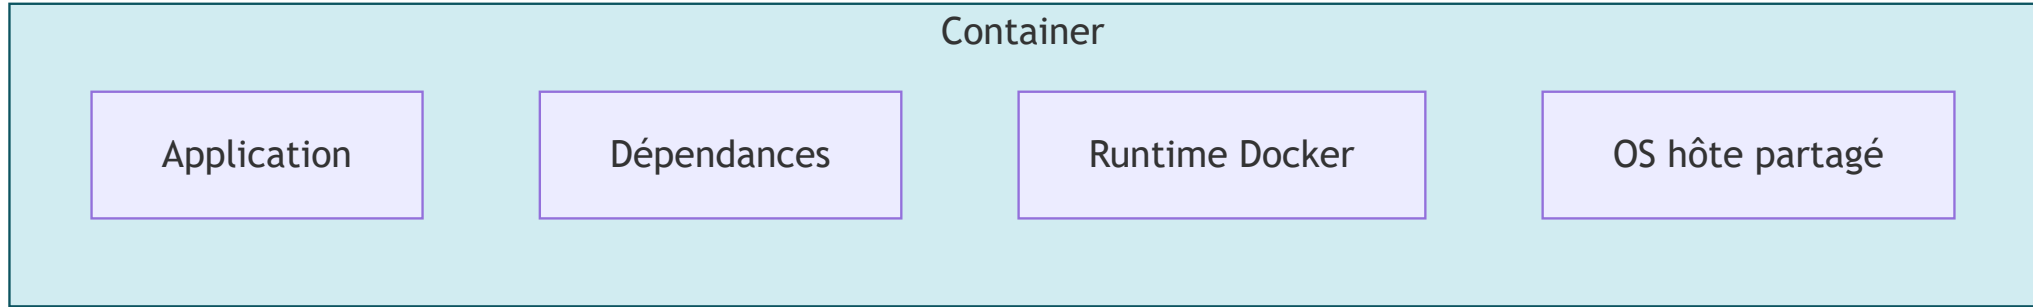 Container
Application
Dépendances
Runtime Docker
OS hôte partagé